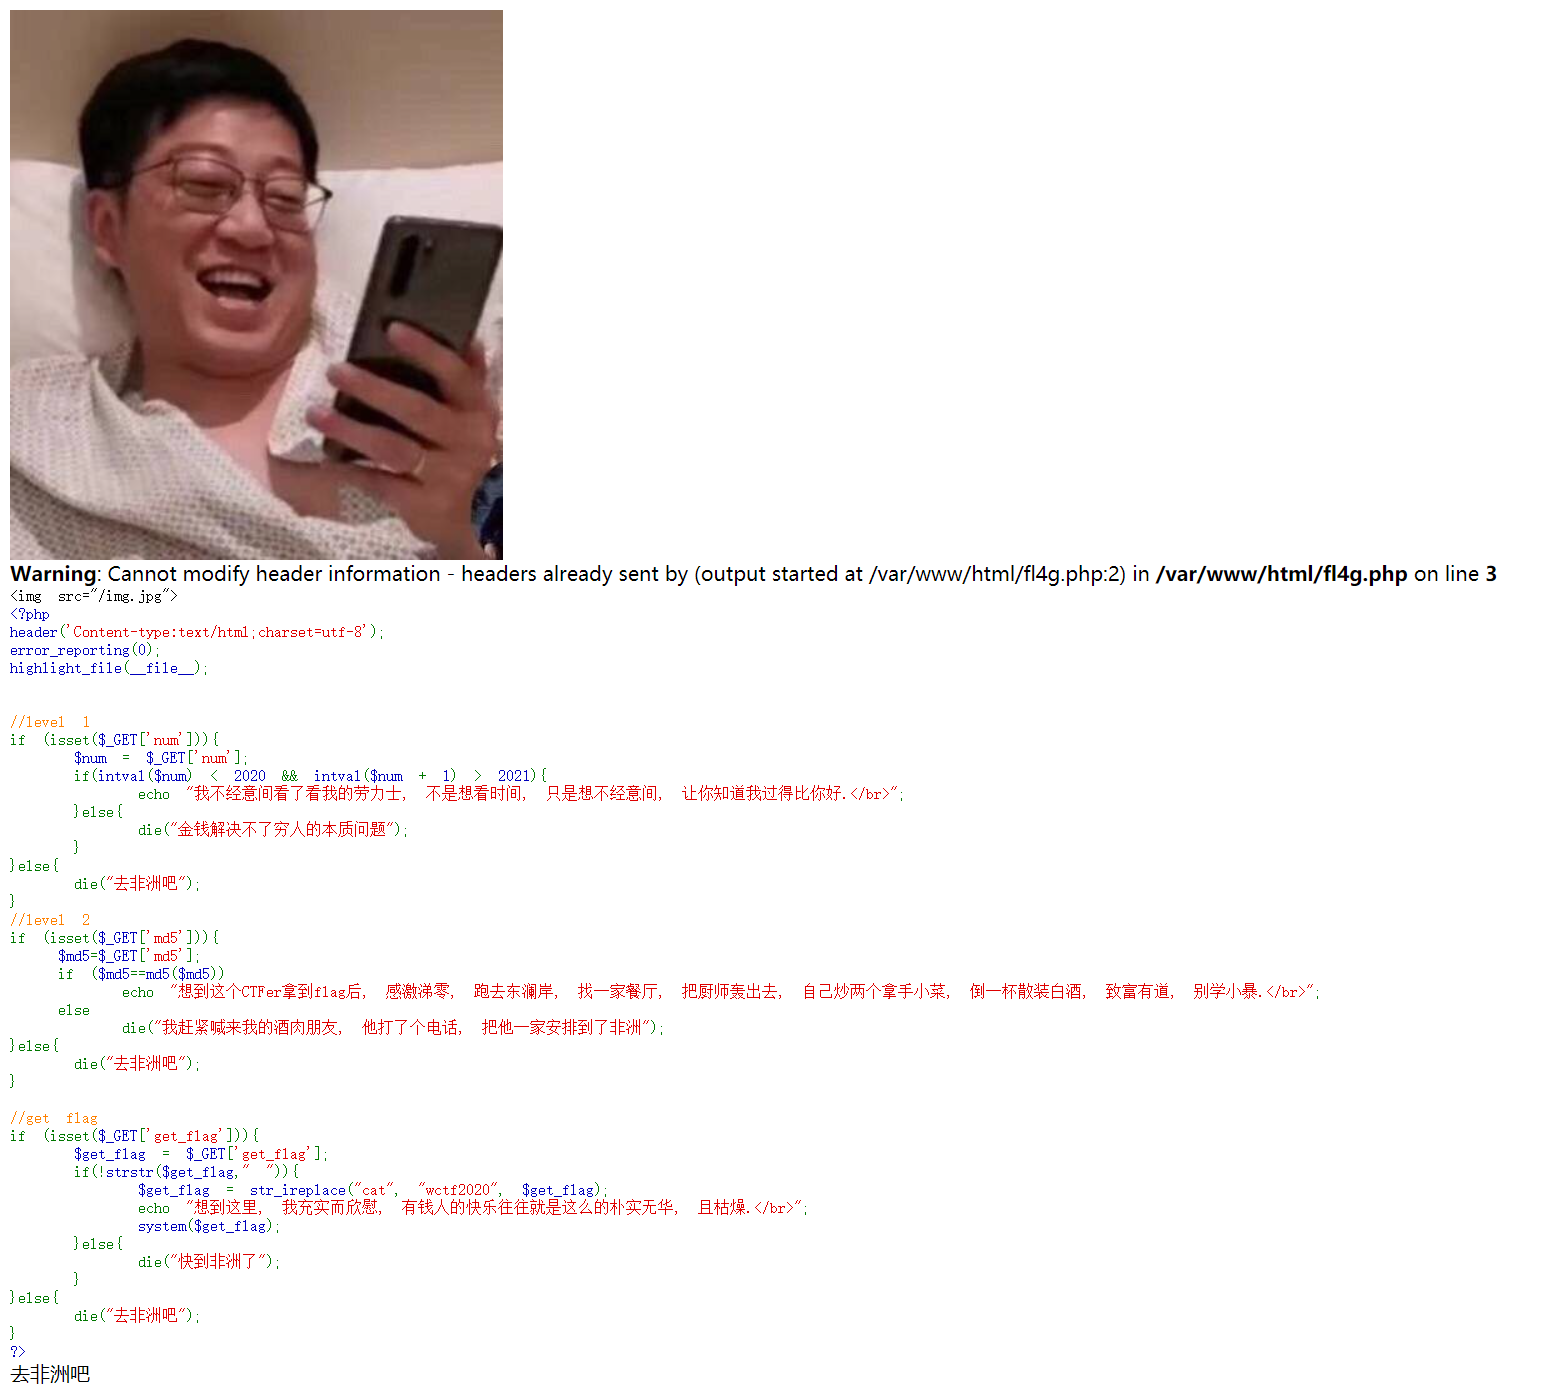 Warning: Cannot modify header information - headers already sent by (output started at /var/www/html/fl4g.php:2) in /var/www/html/fl4g.php on line 3
<img src="/img.jpg">
<?php
header('Content-type:text/html;charset=utf-8');
error_reporting(0);
highlight_file(__file__);
//level 1
if (isset($_GET['num'])){
$num = $_GET['num'];
if(intval($num) < 2020 && intval($num + 1) > 2021){
echo "我不经意间看了看我的劳力士, 不是想看时间, 只是想不经意间, 让你知道我过得比你好.</br>";
}else{
die("金钱解决不了穷人的本质问题");
}
}else{
die("去非洲吧");
}
//level 2
if (isset($_GET['md5'])){
$md5=$_GET['md5'];
if ($md5==md5($md5))
echo "想到这个CTFer拿到flag后, 感激涕零, 跑去东澜岸, 找一家餐厅, 把厨师轰出去, 自己炒两个拿手小菜, 倒一杯散装白酒, 致富有道, 别学小暴.</br>";
else
die("我赶紧喊来我的酒肉朋友, 他打了个电话, 把他一家安排到了非洲");
}else{
die("去非洲吧");
}
//get flag
if (isset($_GET['get_flag'])){
$get_flag = $_GET['get_flag'];
if(!strstr($get_flag," ")){
$get_flag = str_ireplace("cat", "wctf2020", $get_flag);
echo "想到这里, 我充实而欣慰, 有钱人的快乐往往就是这么的朴实无华, 且枯燥.</br>";
system($get_flag);
}else{
die("快到非洲了");
}
}else{
die("去非洲吧");
}
?>
去非洲吧